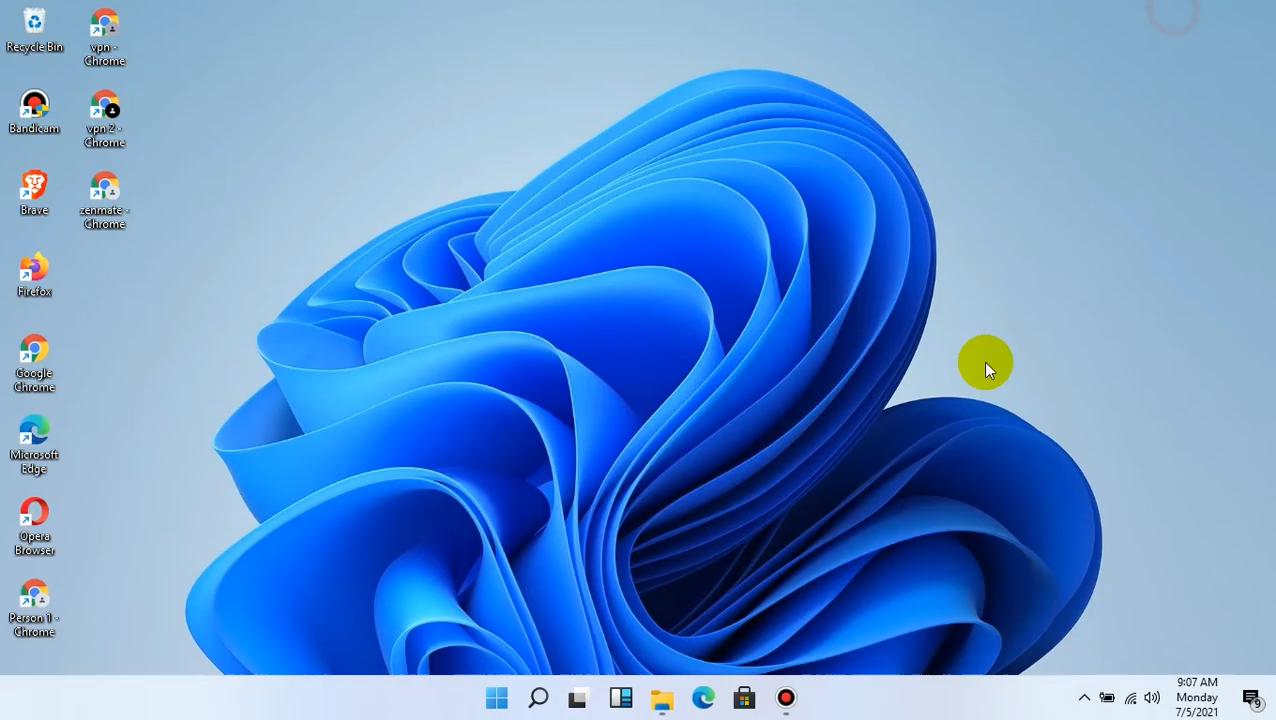 Recycle Bin
Bandicam
Brave
Firefox
Google
Chrome
Microsoft
Edge
Opera
Browser
Person 1 -
Chrome
vpn -
Chrome
vpn 2 -
Chrome
zenmate -
Chrome
9:07 AM
Monday
7/5/2021
9